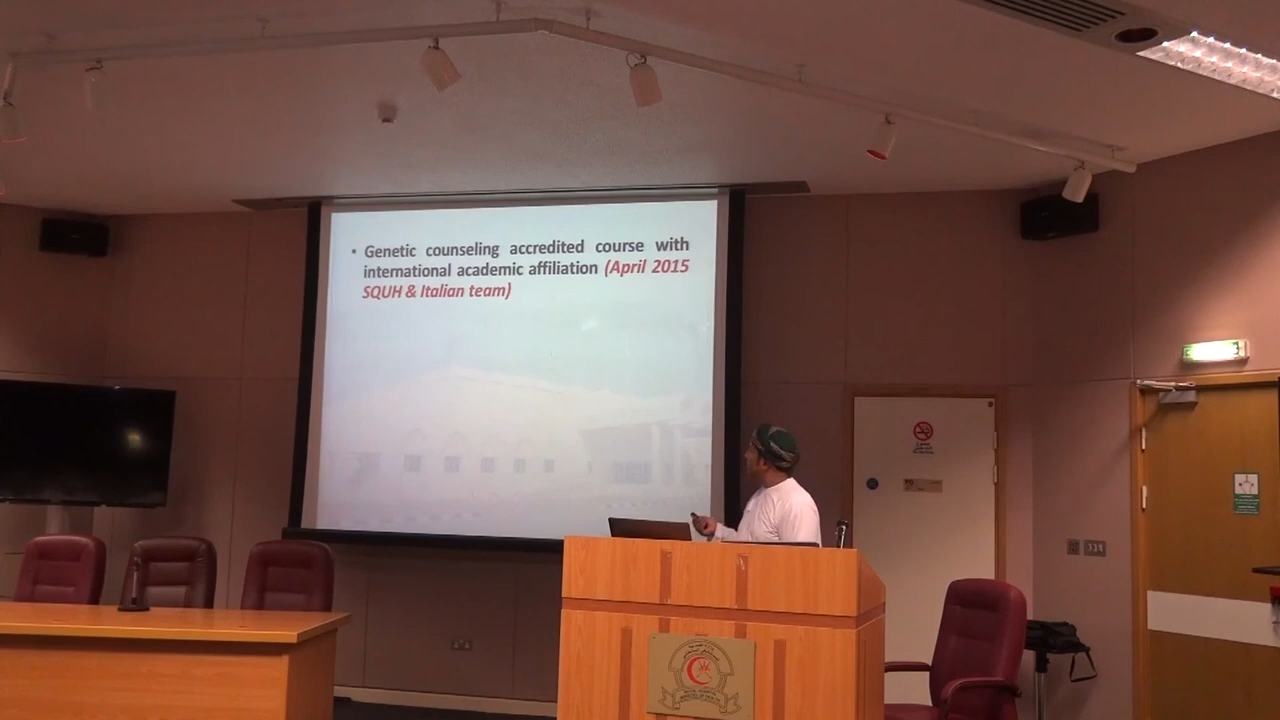 • Genetic counseling accredited course with
international academic affiliation (April 2015
SQUH & Italian team)